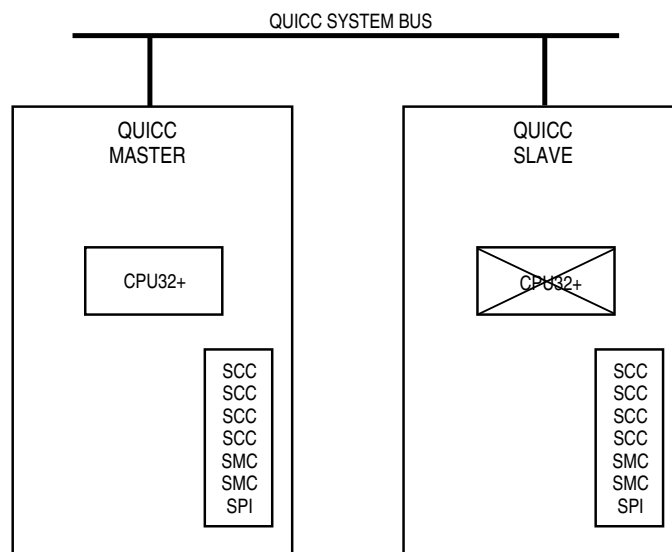 QUICC SYSTEM BUS
QUICC
MASTER
CPU32+
SCC
SCC
SCC
SCC
SMC
SMC
SPI
QUICC
SLAVE
CPU32+
SCC
SCC
SCC
SCC
SMC
SMC
SPI